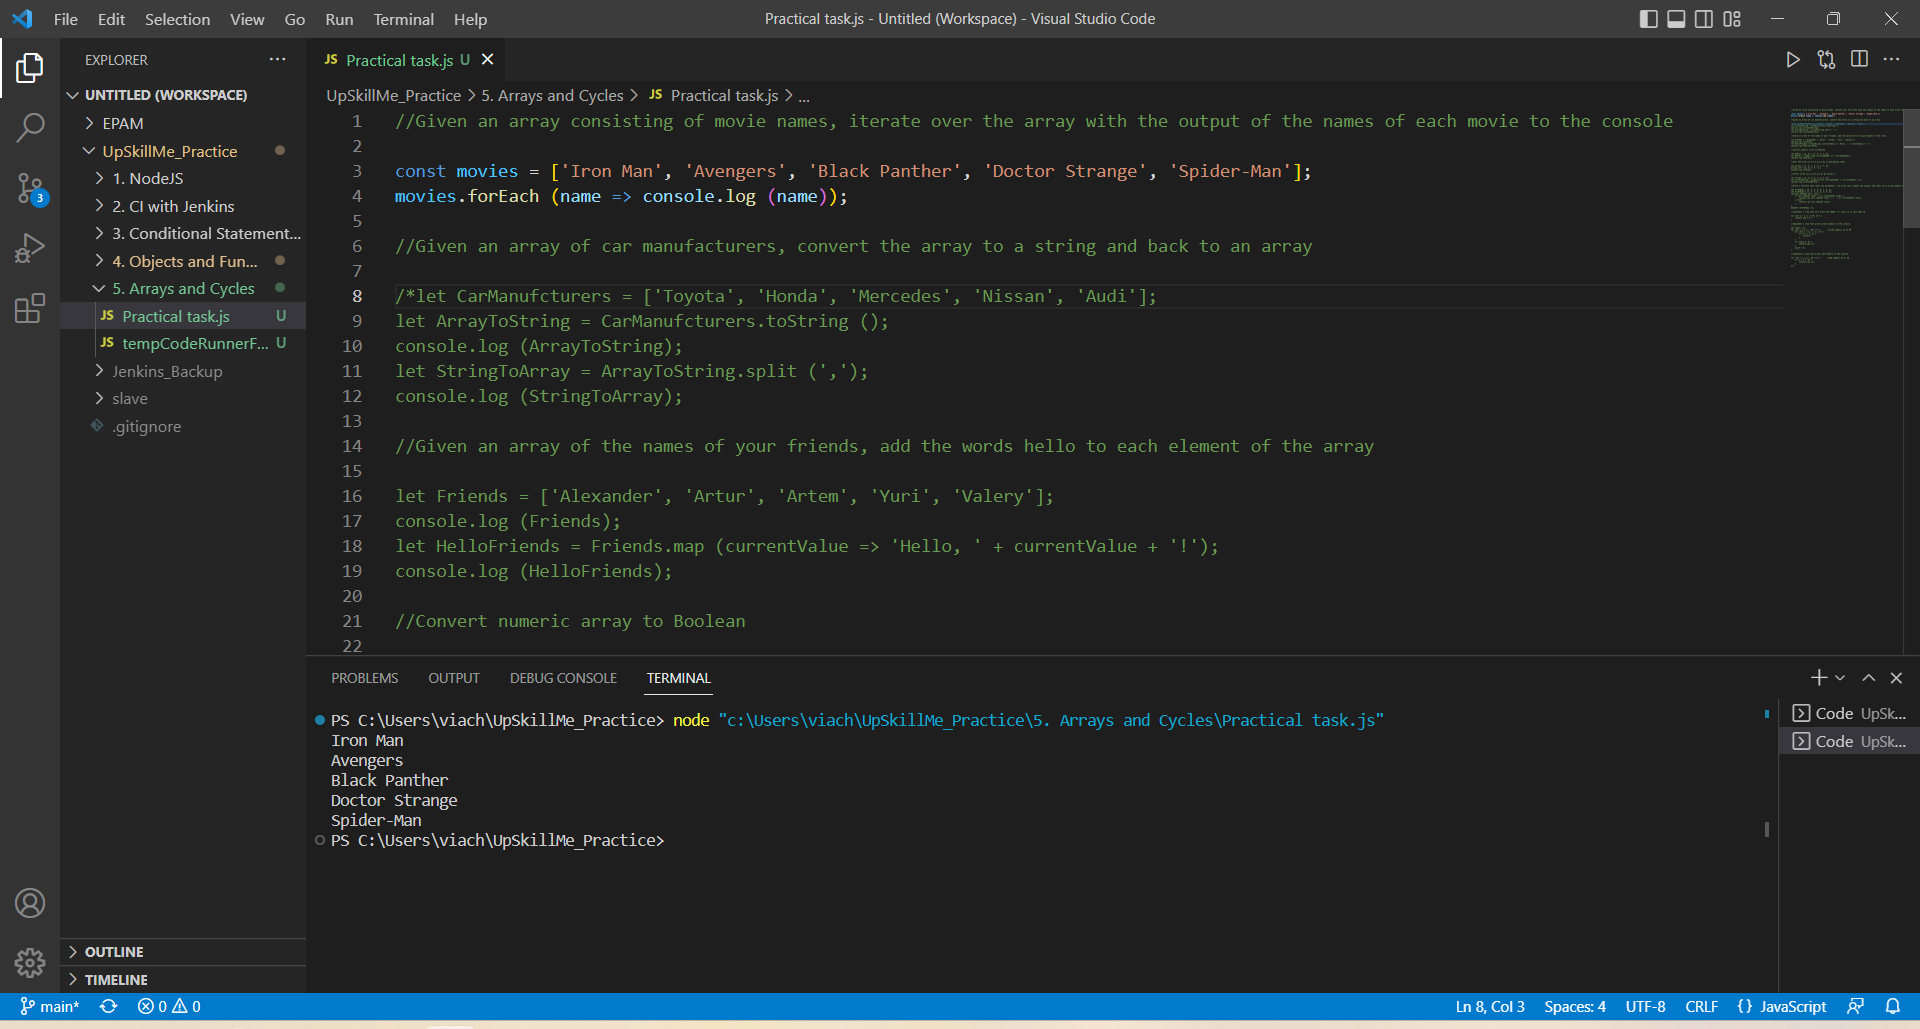 File Edit Selection View Go Run Terminal Help
Practical task.js - Untitled (Workspace) - Visual Studio Code
EXPLORER
UNTITLED (WORKSPACE)
EPAM
UpSkillMe_Practice
1. NodeJS
2. CI with Jenkins
3. Conditional Statement...
4. Objects and Fun...
5. Arrays and Cycles
JS Practical task.js U
JS tempCodeRunnerF... U
Jenkins_Backup
slave
.gitignore
OUTLINE
TIMELINE
3
JS Practical task.js U
UpSkillMe_Practice > 5. Arrays and Cycles > JS Practical task.js > ...
1 //Given an array consisting of movie names, iterate over the array with the output of the names of each movie to the console
2
3 const movies = ['Iron Man', 'Avengers', 'Black Panther', 'Doctor Strange', 'Spider-Man'];
4 movies.forEach (name => console.log (name));
5
6 //Given an array of car manufacturers, convert the array to a string and back to an array
7
8 /*let CarManufcturers = ['Toyota', 'Honda', 'Mercedes', 'Nissan', 'Audi'];
9 let ArrayToString = CarManufcturers.toString ();
10 console.log (ArrayToString);
11 let StringToArray = ArrayToString.split (',');
12 console.log (StringToArray);
13
14 //Given an array of the names of your friends, add the words hello to each element of the array
15
16 let Friends = ['Alexander', 'Artur', 'Artem', 'Yuri', 'Valery'];
17 console.log (Friends);
18 let HelloFriends = Friends.map (currentValue => 'Hello, ' + currentValue + '!');
19 console.log (HelloFriends);
20
21 //Convert numeric array to Boolean
22
PROBLEMS OUTPUT DEBUG CONSOLE TERMINAL
PS C:\Users\viach\UpSkillMe_Practice> node "c:\Users\viach\UpSkillMe_Practice\5. Arrays and Cycles\Practical task.js"
Iron Man
Avengers
Black Panther
Doctor Strange
Spider-Man
PS C:\Users\viach\UpSkillMe_Practice>
Code UpSk...
Code UpSk...
main* 0 0
Ln 8, Col 3 Spaces: 4 UTF-8 CRLF {} JavaScript